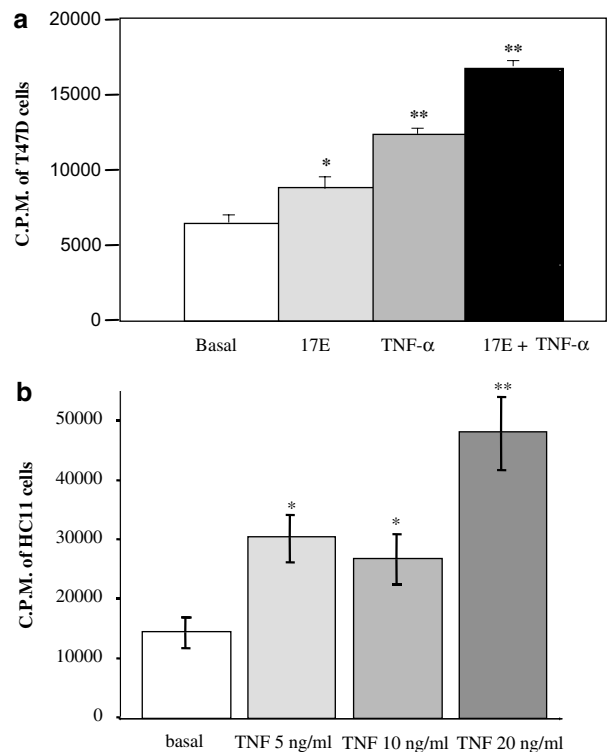 a
C.P.M. of T47D cells
20000
15000
10000
5000
0
*
**
**
Basal 17E TNF-α 17E + TNF-α
b
C.P.M. of HC11 cells
50000
40000
30000
20000
10000
0
*
*
**
basal TNF 5 ng/ml TNF 10 ng/ml TNF 20 ng/ml